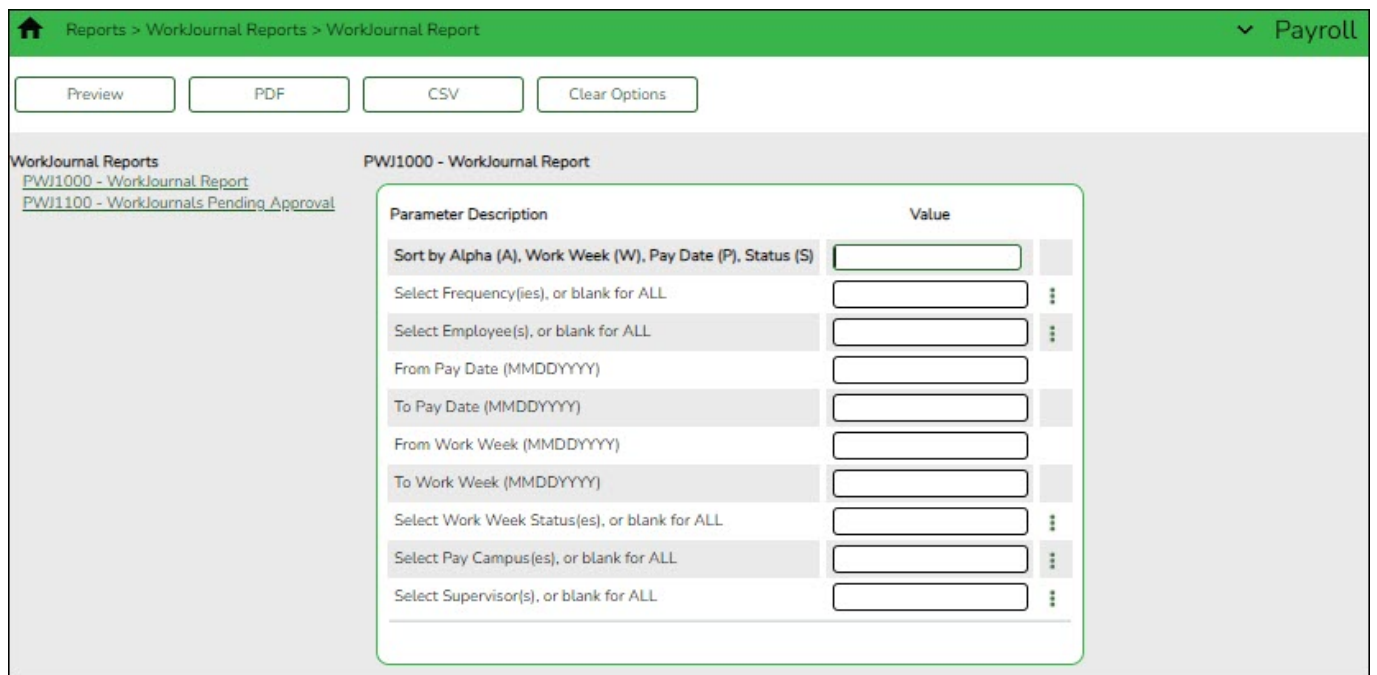 Reports > WorkJournal Reports > WorkJournal Report
Payroll
Preview PDF CSV Clear Options
WorkJournal Reports
PWJ1000 - WorkJournal Report
PWJ1100 - WorkJournals Pending Approval
PWJ1000 - WorkJournal Report
Parameter Description Value
Sort by Alpha (A), Work Week (W), Pay Date (P), Status (S)
Select Frequency(ies), or blank for ALL
Select Employee(s), or blank for ALL
From Pay Date (MMDDYYYY)
To Pay Date (MMDDYYYY)
From Work Week (MMDDYYYY)
To Work Week (MMDDYYYY)
Select Work Week Status(es), or blank for ALL
Select Pay Campus(es), or blank for ALL
Select Supervisor(s), or blank for ALL